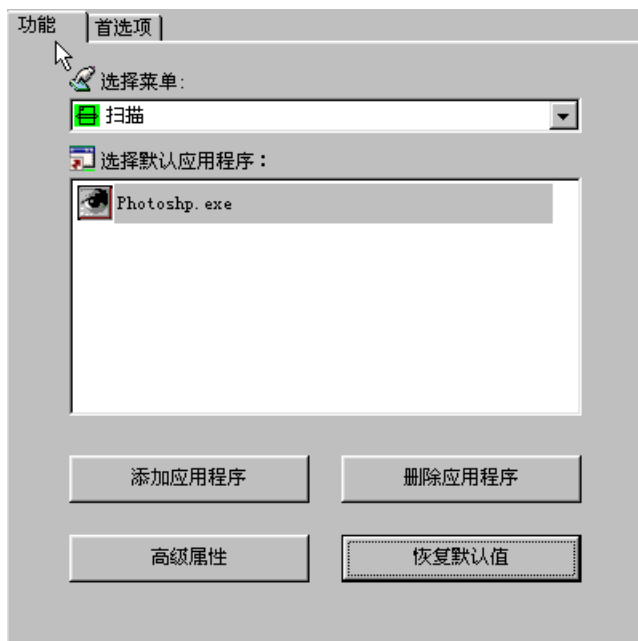 功能 首选项
选择菜单:
扫描
选择默认应用程序：
Photoshp.exe
添加应用程序 删除应用程序
高级属性 恢复默认值